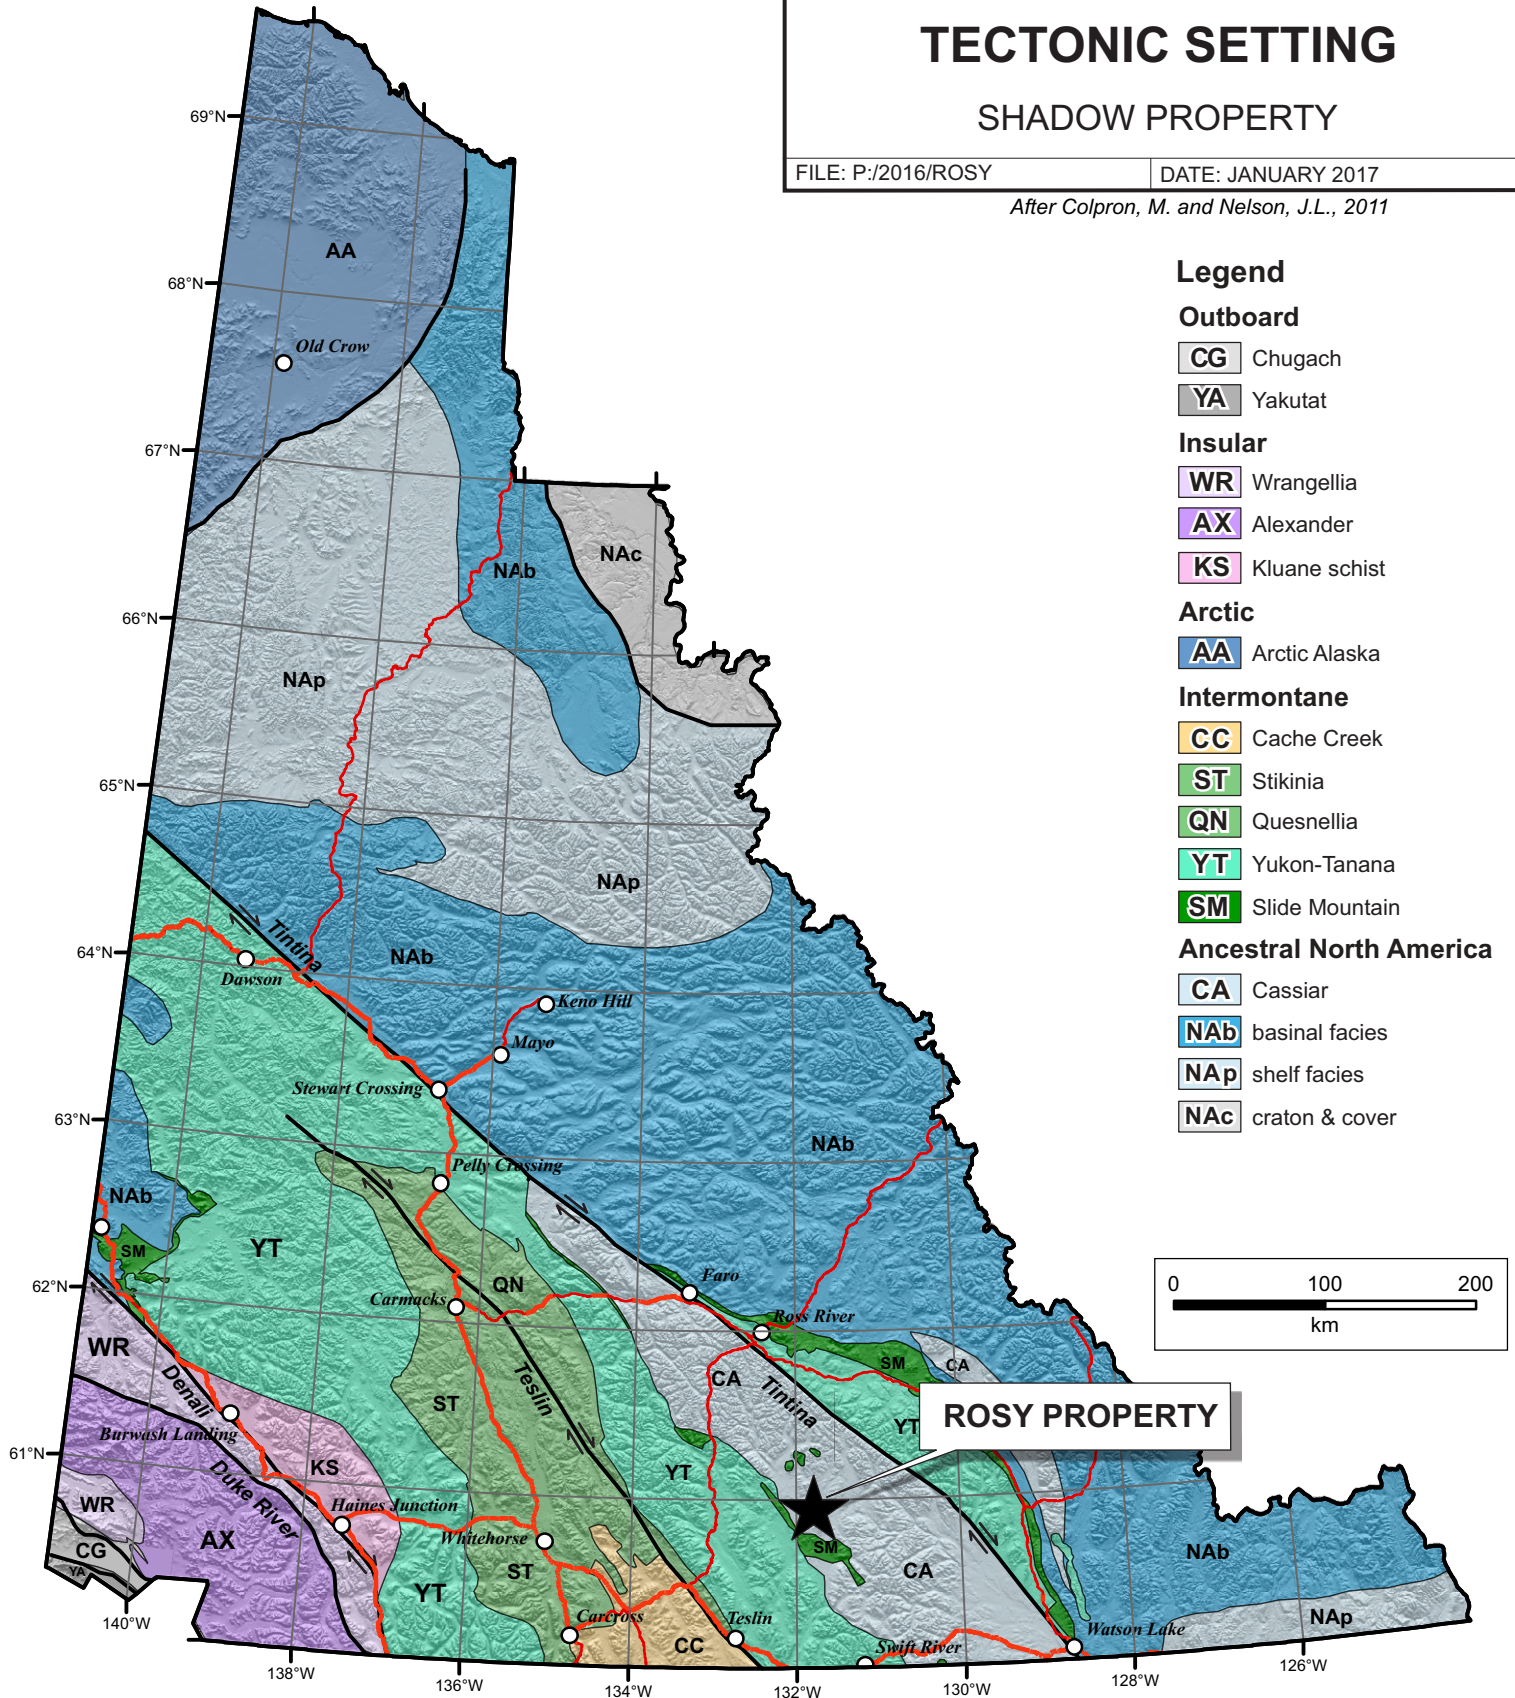 TECTONIC SETTING
SHADOW PROPERTY
FILE: P:/2016/ROSY
DATE: JANUARY 2017
After Colpron, M. and Nelson, J.L., 2011
Legend
Outboard
CG Chugach
YA Yakutat
Insular
WR Wrangellia
AX Alexander
KS Kluane schist
Arctic
AA Arctic Alaska
Intermontane
CC Cache Creek
ST Stikinia
QN Quesnellia
YT Yukon-Tanana
SM Slide Mountain
Ancestral North America
CA Cassiar
NAb basinal facies
NAp shelf facies
NAc craton & cover
0 100 200
km
69°N
AA
68°N
Old Crow
67°N
NAc
NAb
66°N
NAp
65°N
NAp
Tintina
64°N
NAb
Dawson
Keno Hill
Mayo
Stewart Crossing
63°N
NAb
Pelly Crossing
NAb
YT
SM
62°N
QN
Faro
Carmacks
Ross River
WR
SM
CA
Denali
Teslin
CA
Tintina
ST
ROSY PROPERTY
YT
Burwash Landing
61°N
KS
YT
Duke River
WR
Haines Junction
AX
Whitehorse
CG
SM
NAb
YA
ST
CA
YT
Carcross
Teslin
NAp
CC
Swift River
Watson Lake
140°W
138°W
136°W
134°W
132°W
130°W
128°W
126°W